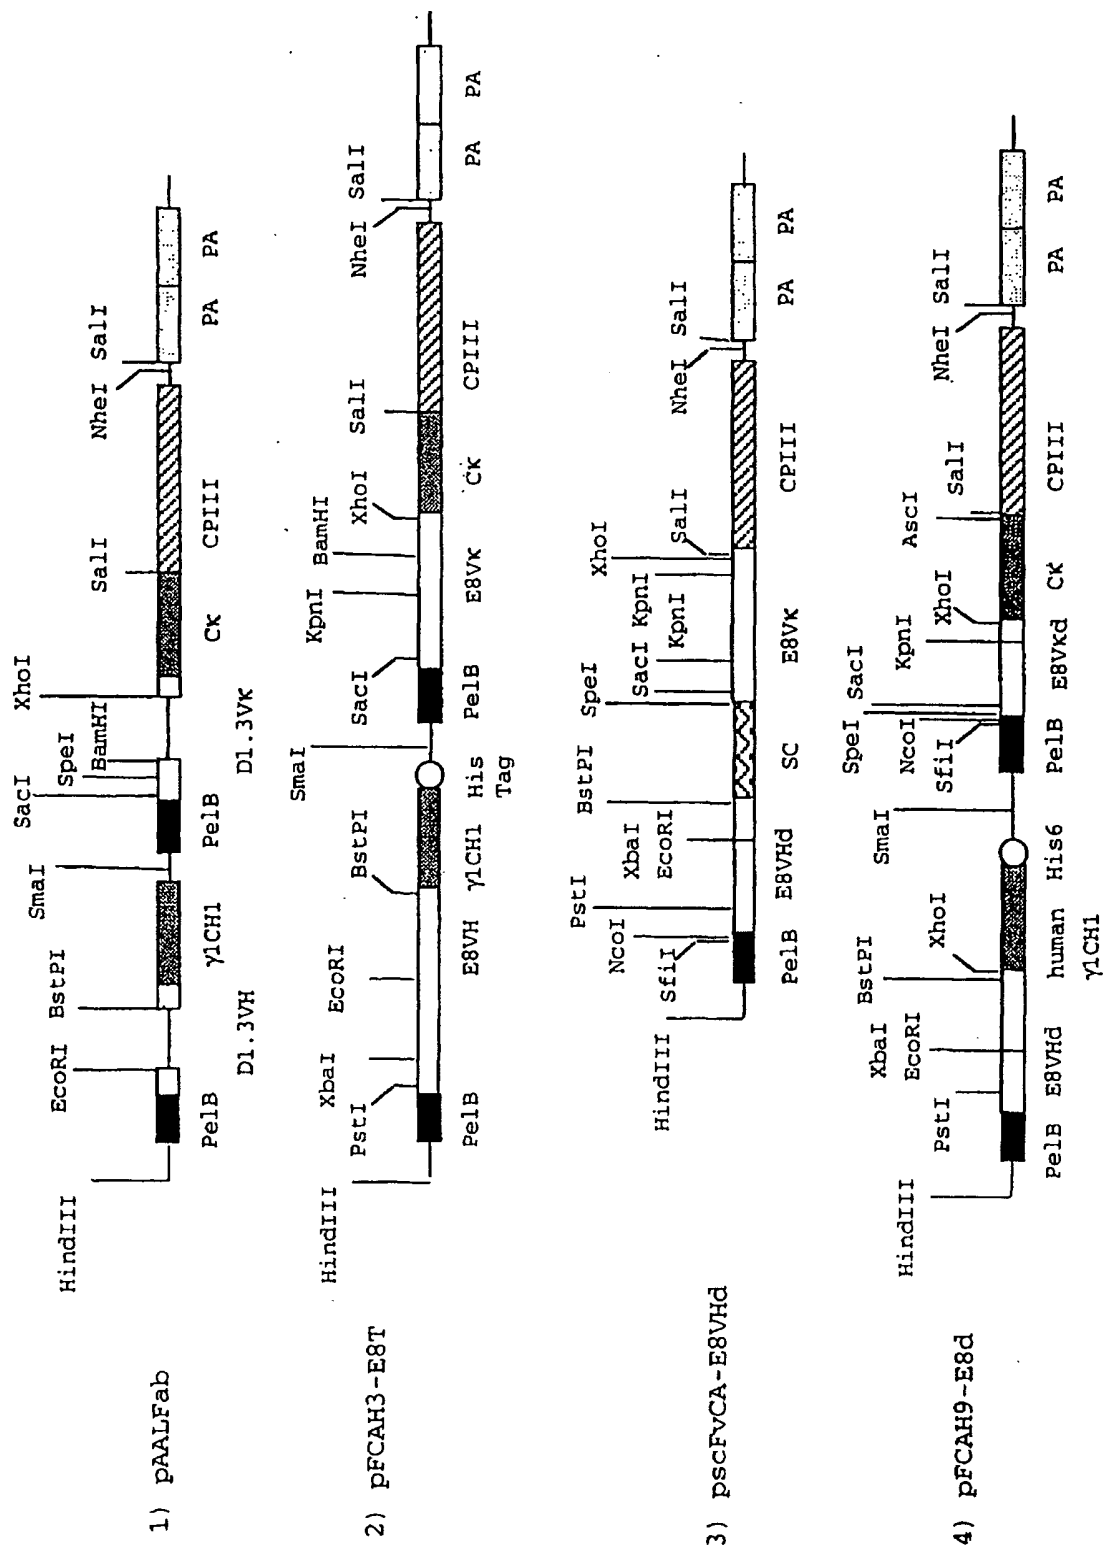 1) pAALFab
HindIII
EcoRI
BstPI
SmaI
SacI
SpeI
BamHI
XhoI
SalI
NheI
SalI
PelB
D1.3VH
γ1CH1
PelB
D1.3Vκ
Cκ
CPIII
PA
PA
2) pFCAH3-E8T
HindIII
PstI
XbaI
EcoRI
BstPI
SmaI
SacI
KpnI
BamHI
XhoI
SalI
NheI
SalI
PelB
E8VH
γ1CH1
His
Tag
PelB
E8Vκ
Cκ
CPIII
PA
PA
3) pscFvCA-E8VHd
HindIII
SfiI
NcoI
PstI
XbaI
EcoRI
BstPI
SpeI
SacI
KpnI
KpnI
XhoI
SalI
NheI
SalI
PelB
E8VHd
SC
E8Vκ
CPIII
PA
PA
4) pFCAH9-E8d
HindIII
PstI
XbaI
EcoRI
BstPI
XhoI
SmaI
SfiI
NcoI
SpeI
SacI
KpnI
XhoI
AscI
SalI
NheI
SalI
PelB
E8VHd
human
γ1CH1
His6
PelB
E8Vκd
Cκ
CPIII
PA
PA